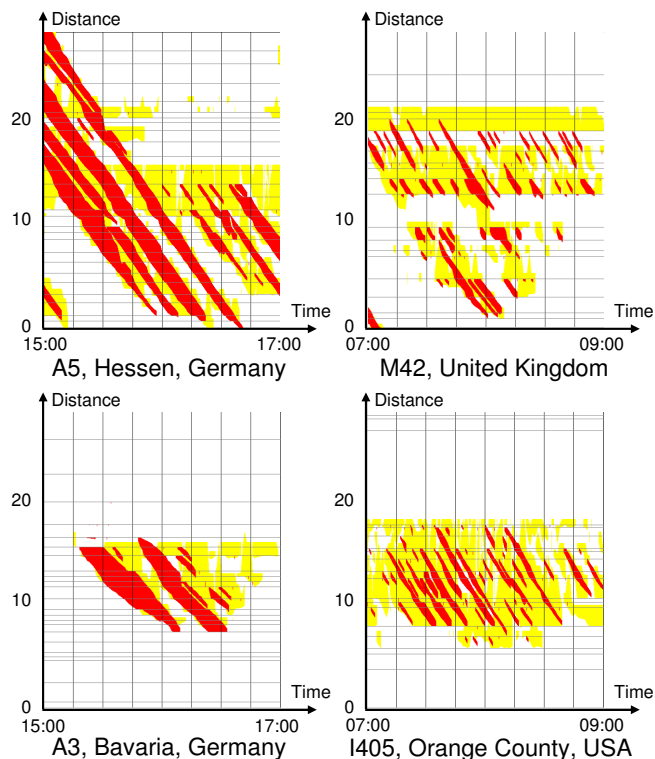 Distance
20
10
0
Time
15:00 17:00
A5, Hessen, Germany
Distance
20
10
0
Time
07:00 09:00
M42, United Kingdom
Distance
20
10
0
Time
15:00 17:00
A3, Bavaria, Germany
Distance
20
10
0
Time
07:00 09:00
I405, Orange County, USA